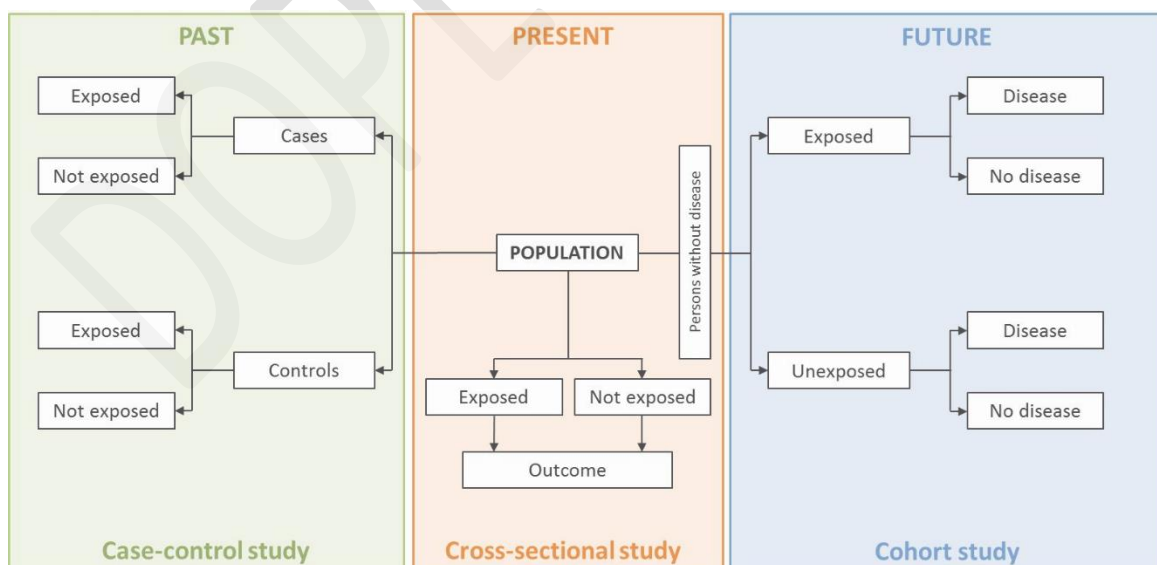 PAST
Exposed
Cases
Not exposed
Exposed
Controls
Not exposed
Case-control study
PRESENT
POPULATION
Persons without disease
Exposed
Not exposed
Outcome
Cross-sectional study
FUTURE
Disease
Exposed
No disease
Disease
Unexposed
No disease
Cohort study